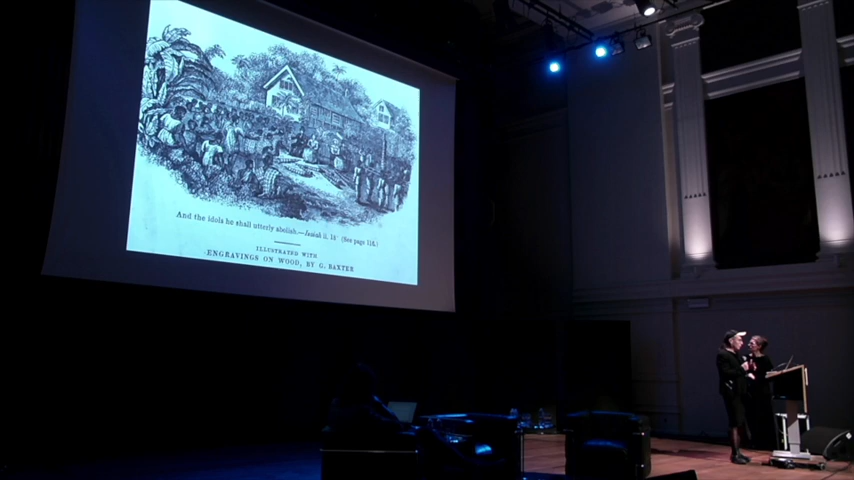 And the idols he shall utterly abolish.—Isaiah ii. 18 (See page 114.)
ILLUSTRATED WITH
ENGRAVINGS ON WOOD, BY G. BAXTER